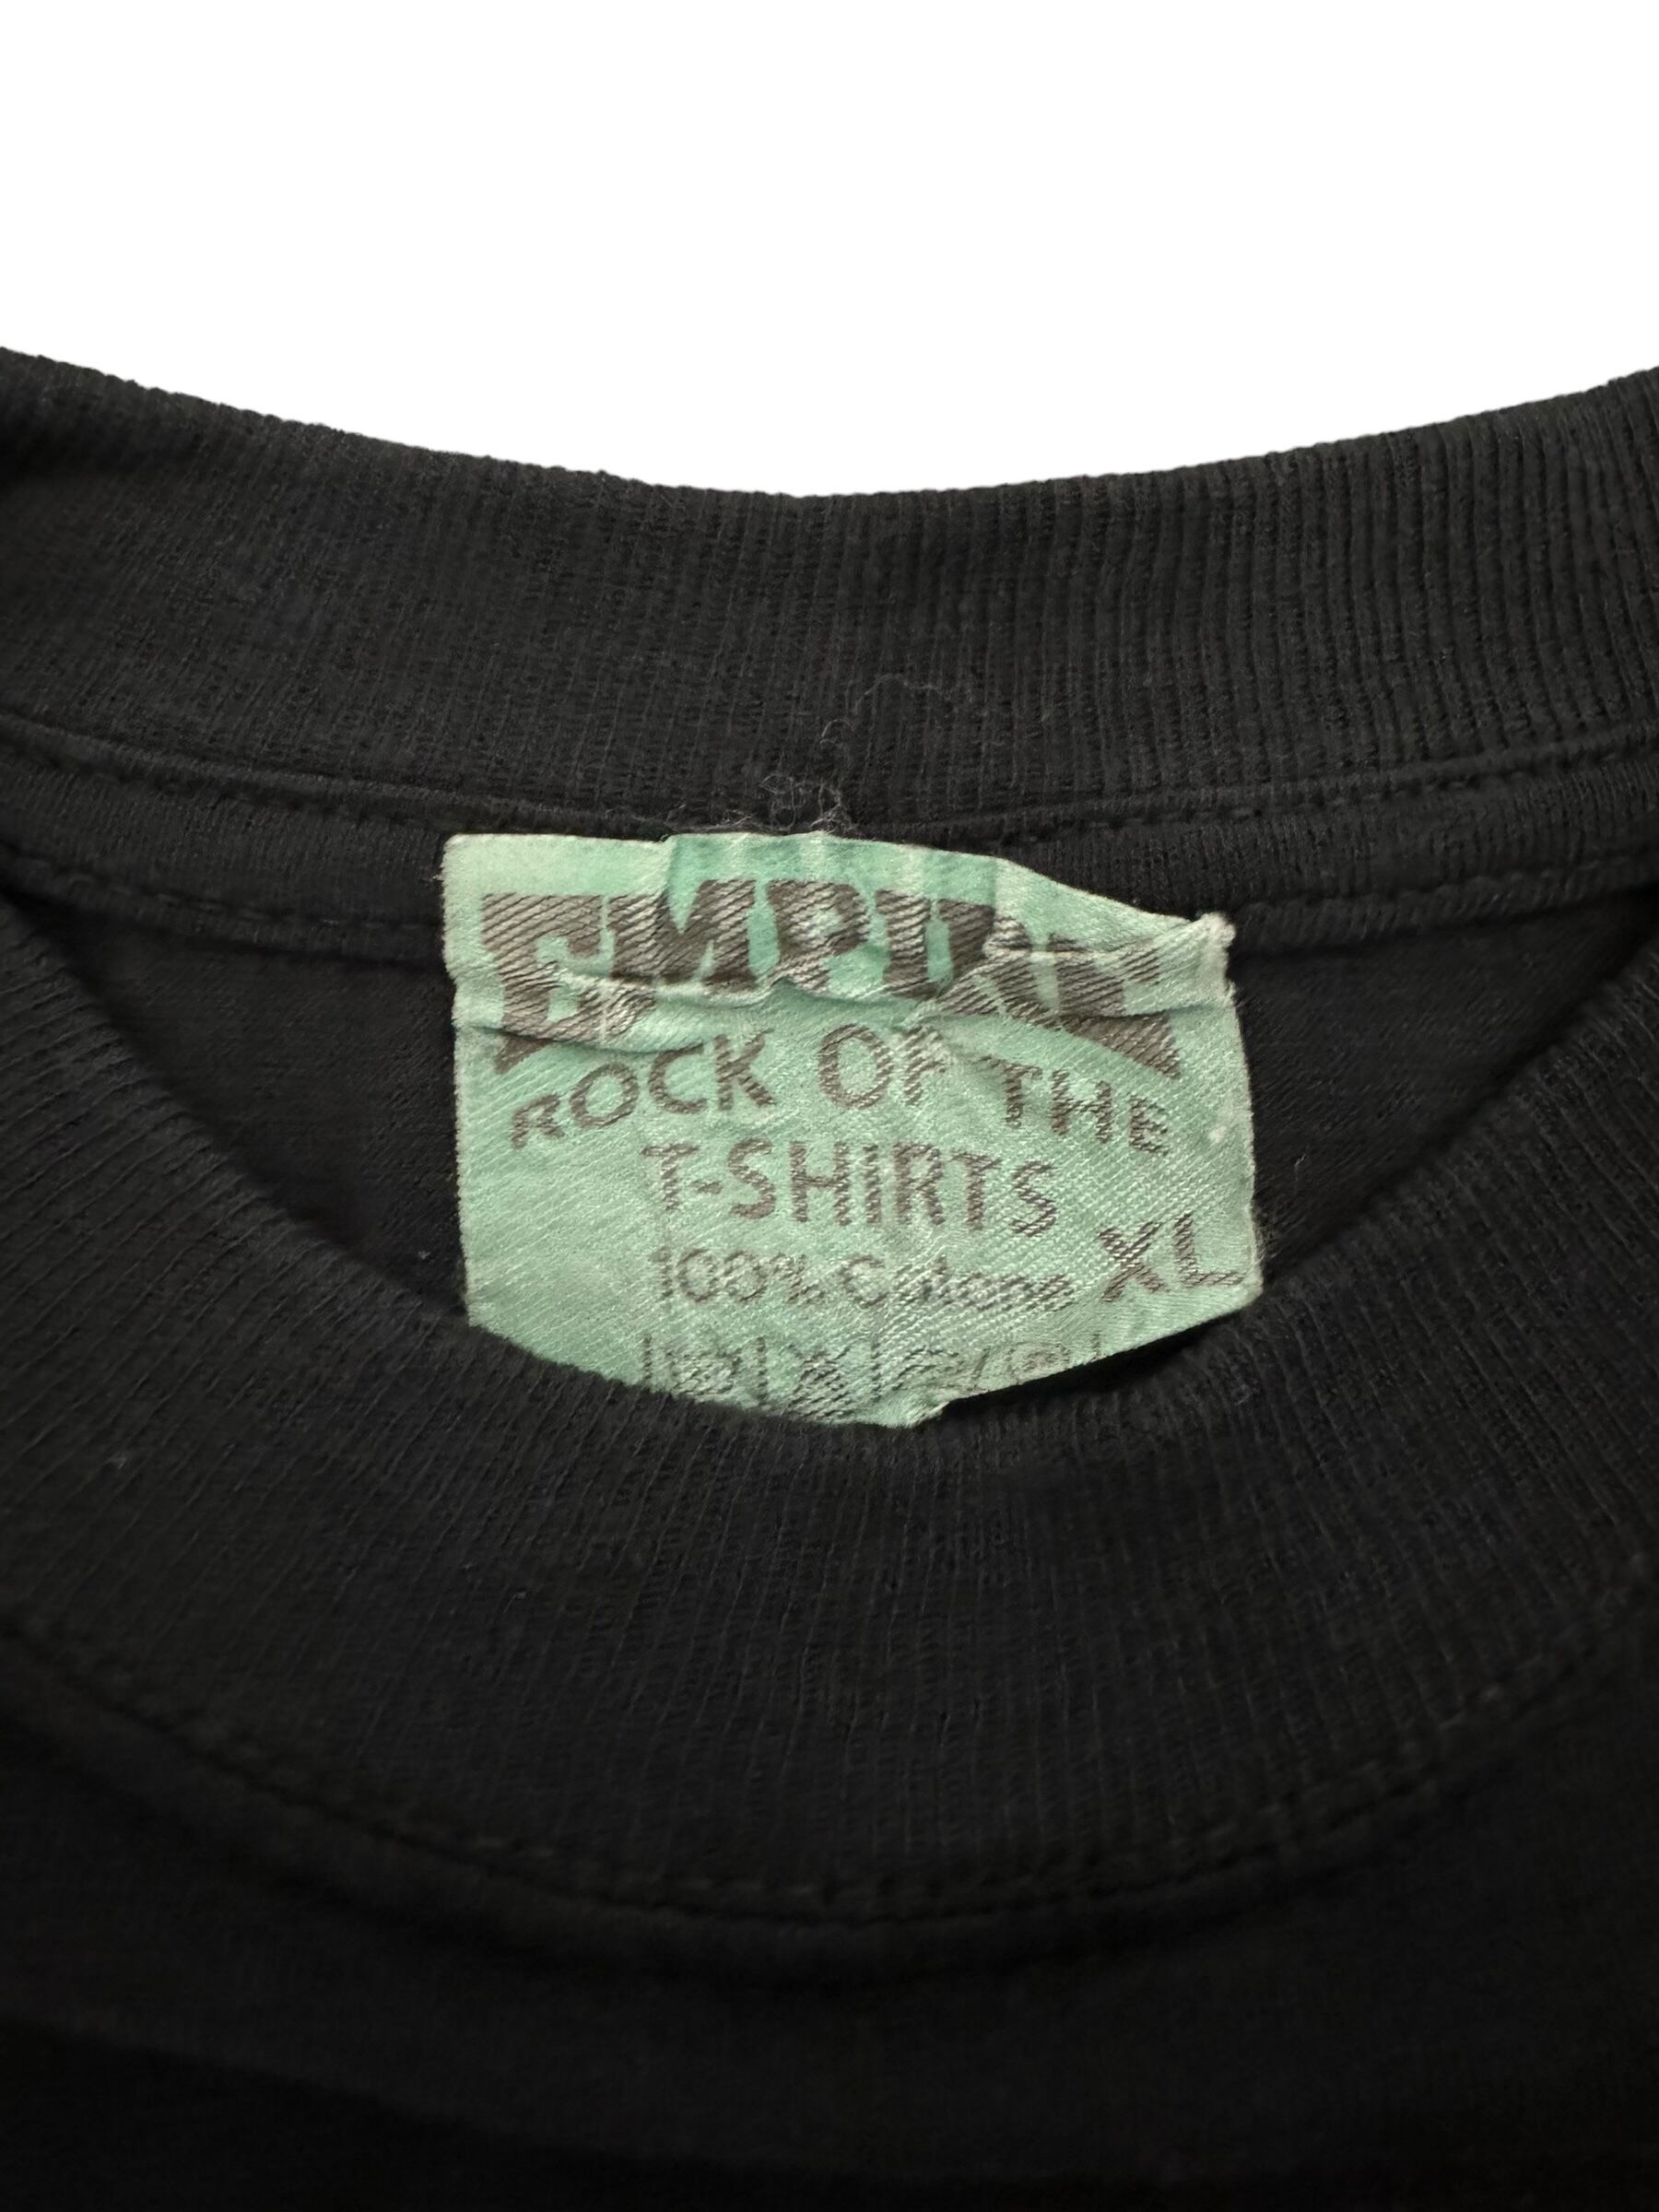 EMPIRE
ROCK OF THE
T-SHIRTS
100% Cotone XL